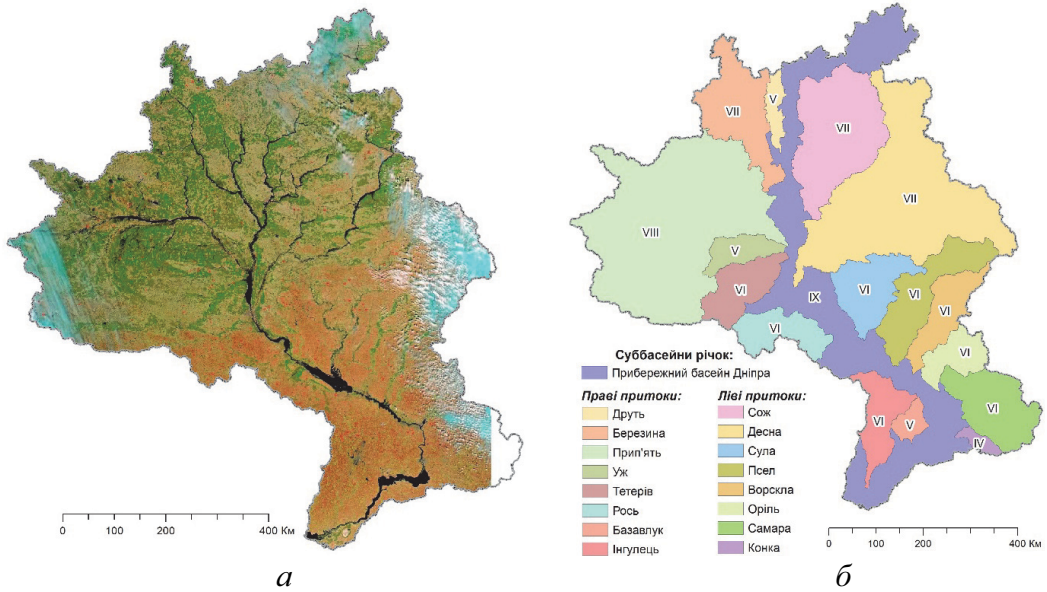 V
VII
VII
VII
VIII
V
VI
IX
VI
VI
VI
VI
VI
VI
V
VI
IV
Суббасейни річок:
Прибережний басейн Дніпра
Праві притоки:
Друть
Березина
Прип'ять
Уж
Тетерів
Рось
Базавлук
Інгулець
Ліві притоки:
Сож
Десна
Сула
Псел
Ворскла
Оріль
Самара
Конка
0 100 200 400 Км
0 100 200 400 Км
а
б